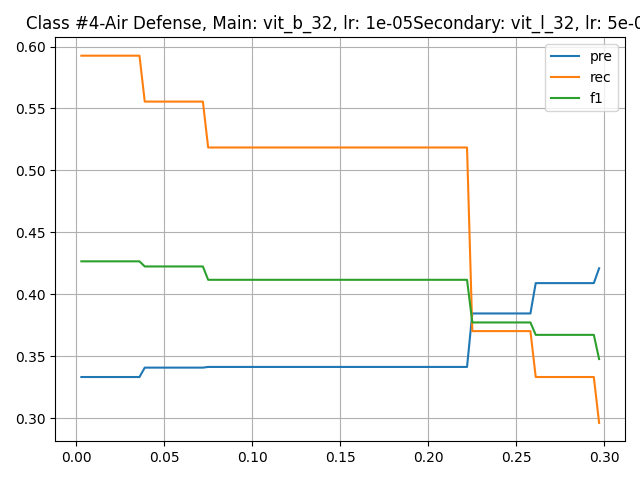 Class #4-Air Defense, Main: vit_b_32, lr: 1e-05Secondary: vit_l_32, lr: 5e-0
0.60
0.55
0.50
0.45
0.40
0.35
0.30
pre
rec
f1
0.00 0.05 0.10 0.15 0.20 0.25 0.30